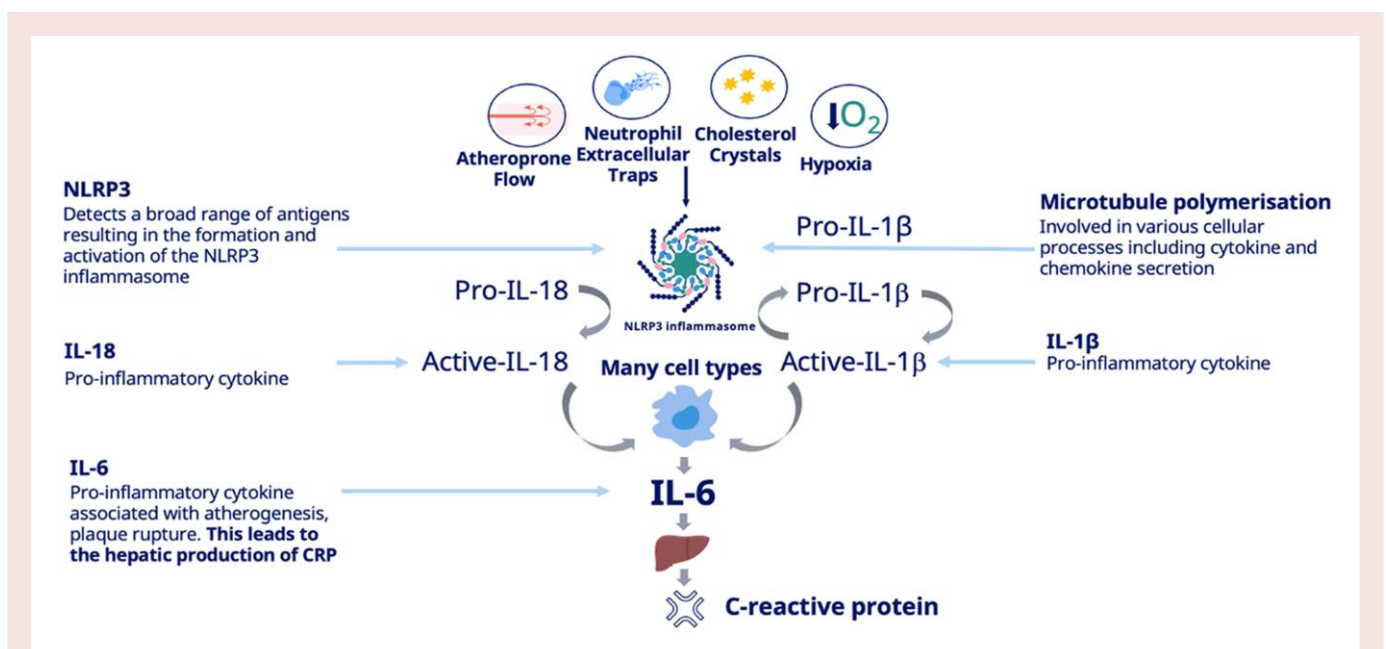 Atheroprone
Flow
Neutrophil
Extracellular
Traps
Cholesterol
Crystals
↓O₂
Hypoxia
NLRP3
Detects a broad range of antigens
resulting in the formation and
activation of the NLRP3
inflammasome
Pro-IL-1β
Microtubule polymerisation
Involved in various cellular
processes including cytokine and
chemokine secretion
Pro-IL-18
Pro-IL-1β
NLRP3 inflammasome
IL-18
Pro-inflammatory cytokine
Active-IL-18
Many cell types
Active-IL-1β
IL-1β
Pro-inflammatory cytokine
IL-6
Pro-inflammatory cytokine
associated with atherogenesis,
plaque rupture. This leads to
the hepatic production of CRP
IL-6
C-reactive protein